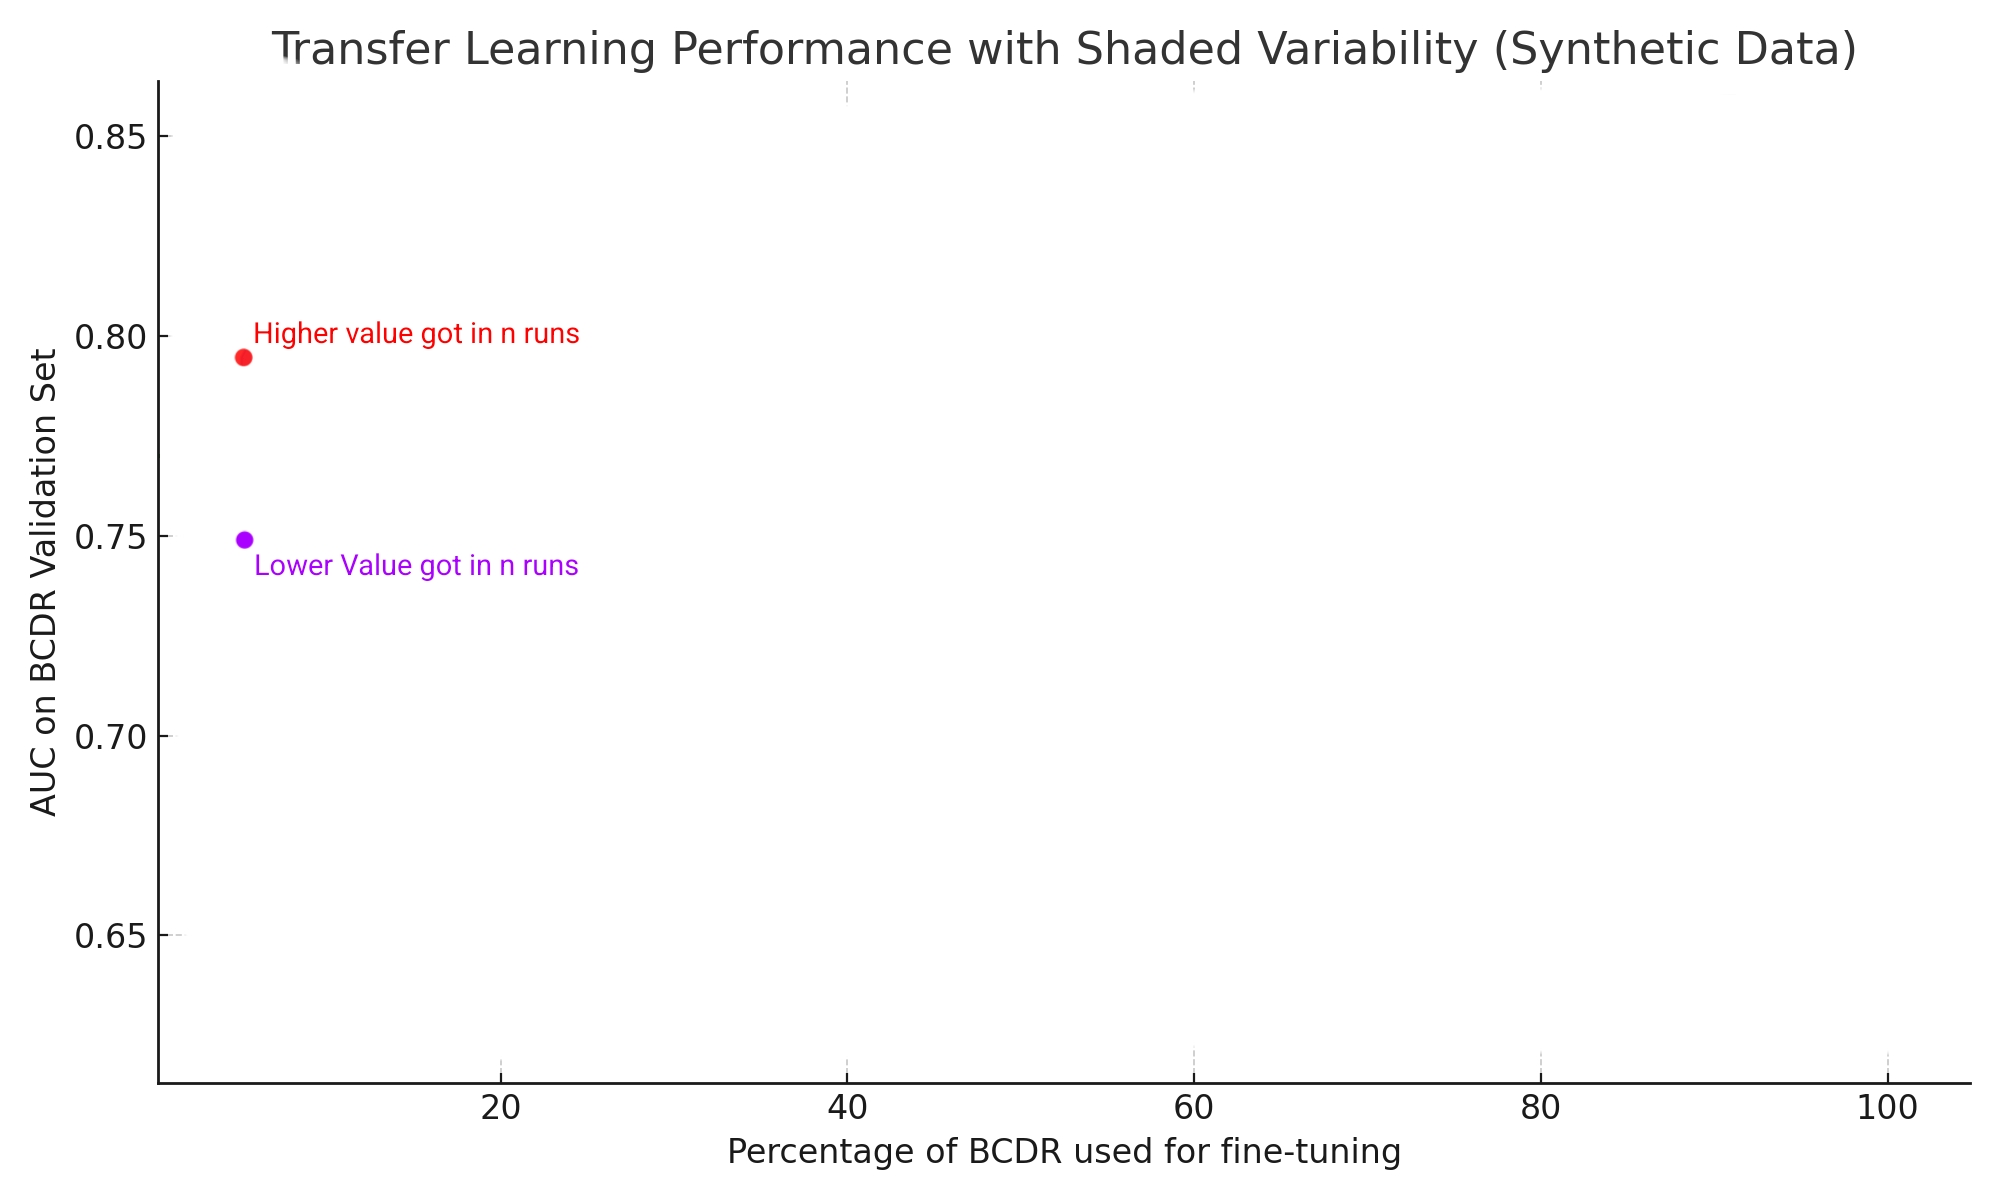 Transfer Learning Performance with Shaded Variability (Synthetic Data)
AUC on BCDR Validation Set
0.85
0.80
0.75
0.70
0.65
Higher value got in n runs
Lower Value got in n runs
20 40 60 80 100
Percentage of BCDR used for fine-tuning